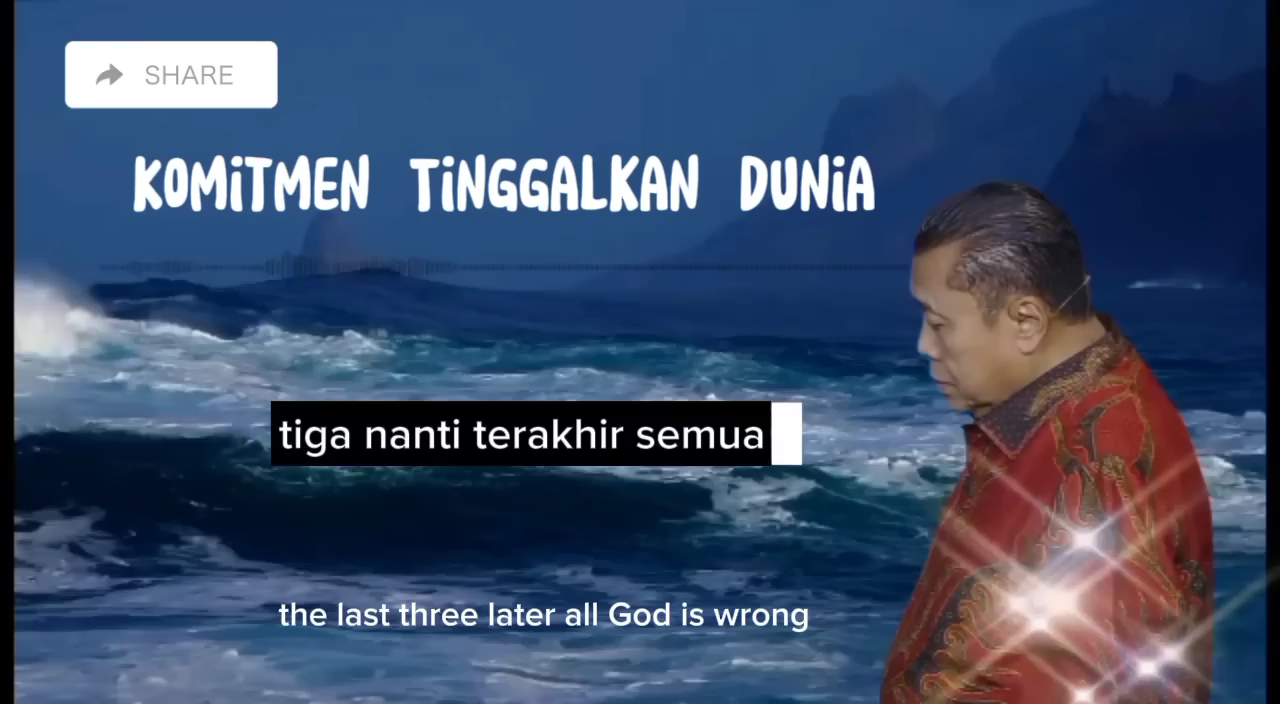 SHARE
KOMiTMEN TiNGGALKAN DUNiA
tiga nanti terakhir semua
the last three later all God is wrong